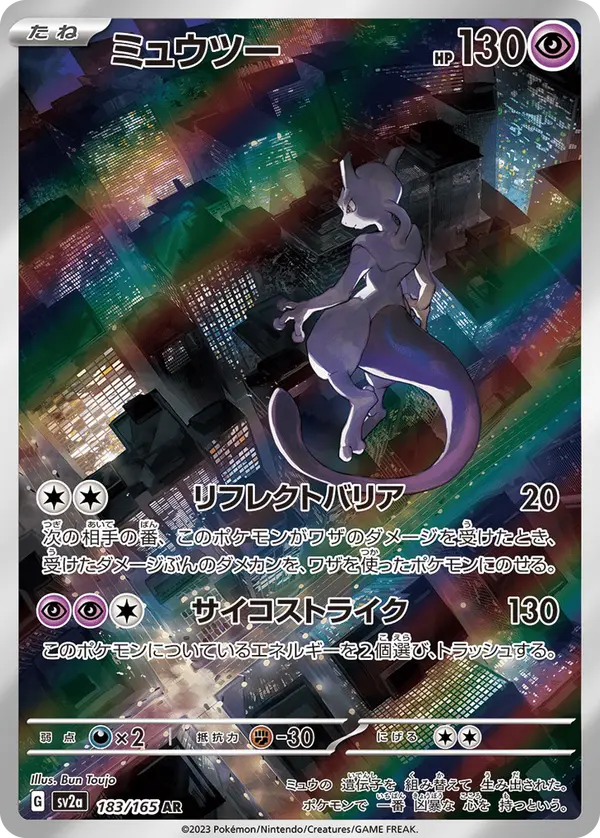 たね ミュウツー HP 130
リフレクトバリア 20
次の相手の番、このポケモンがワザのダメージを受けたとき、
受けたダメージぶんのダメカンを、ワザを使ったポケモンにのせる。
サイコストライク 130
このポケモンについているエネルギーを2個選び、トラッシュする。
弱点 ×2 抵抗力 -30 にげる
Illus. Bun Toujo
G sv2a 183/165 AR
ミュウの 遺伝子を 組み替えて 生み出された。
ポケモンで 一番 凶暴な 心を 持つという。
©2023 Pokémon/Nintendo/Creatures/GAME FREAK.